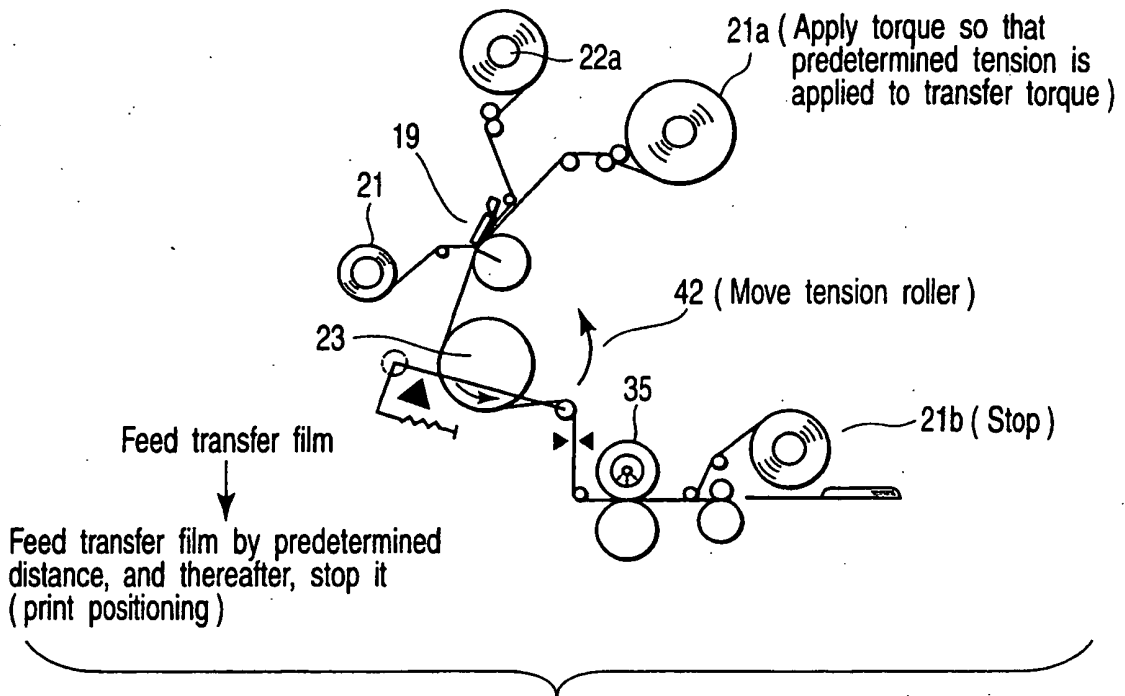 22a
21a ( Apply torque so that
predetermined tension is
applied to transfer torque )
19
21
42 ( Move tension roller )
23
35
21b ( Stop )
Feed transfer film
Feed transfer film by predetermined
distance, and thereafter, stop it
( print positioning )